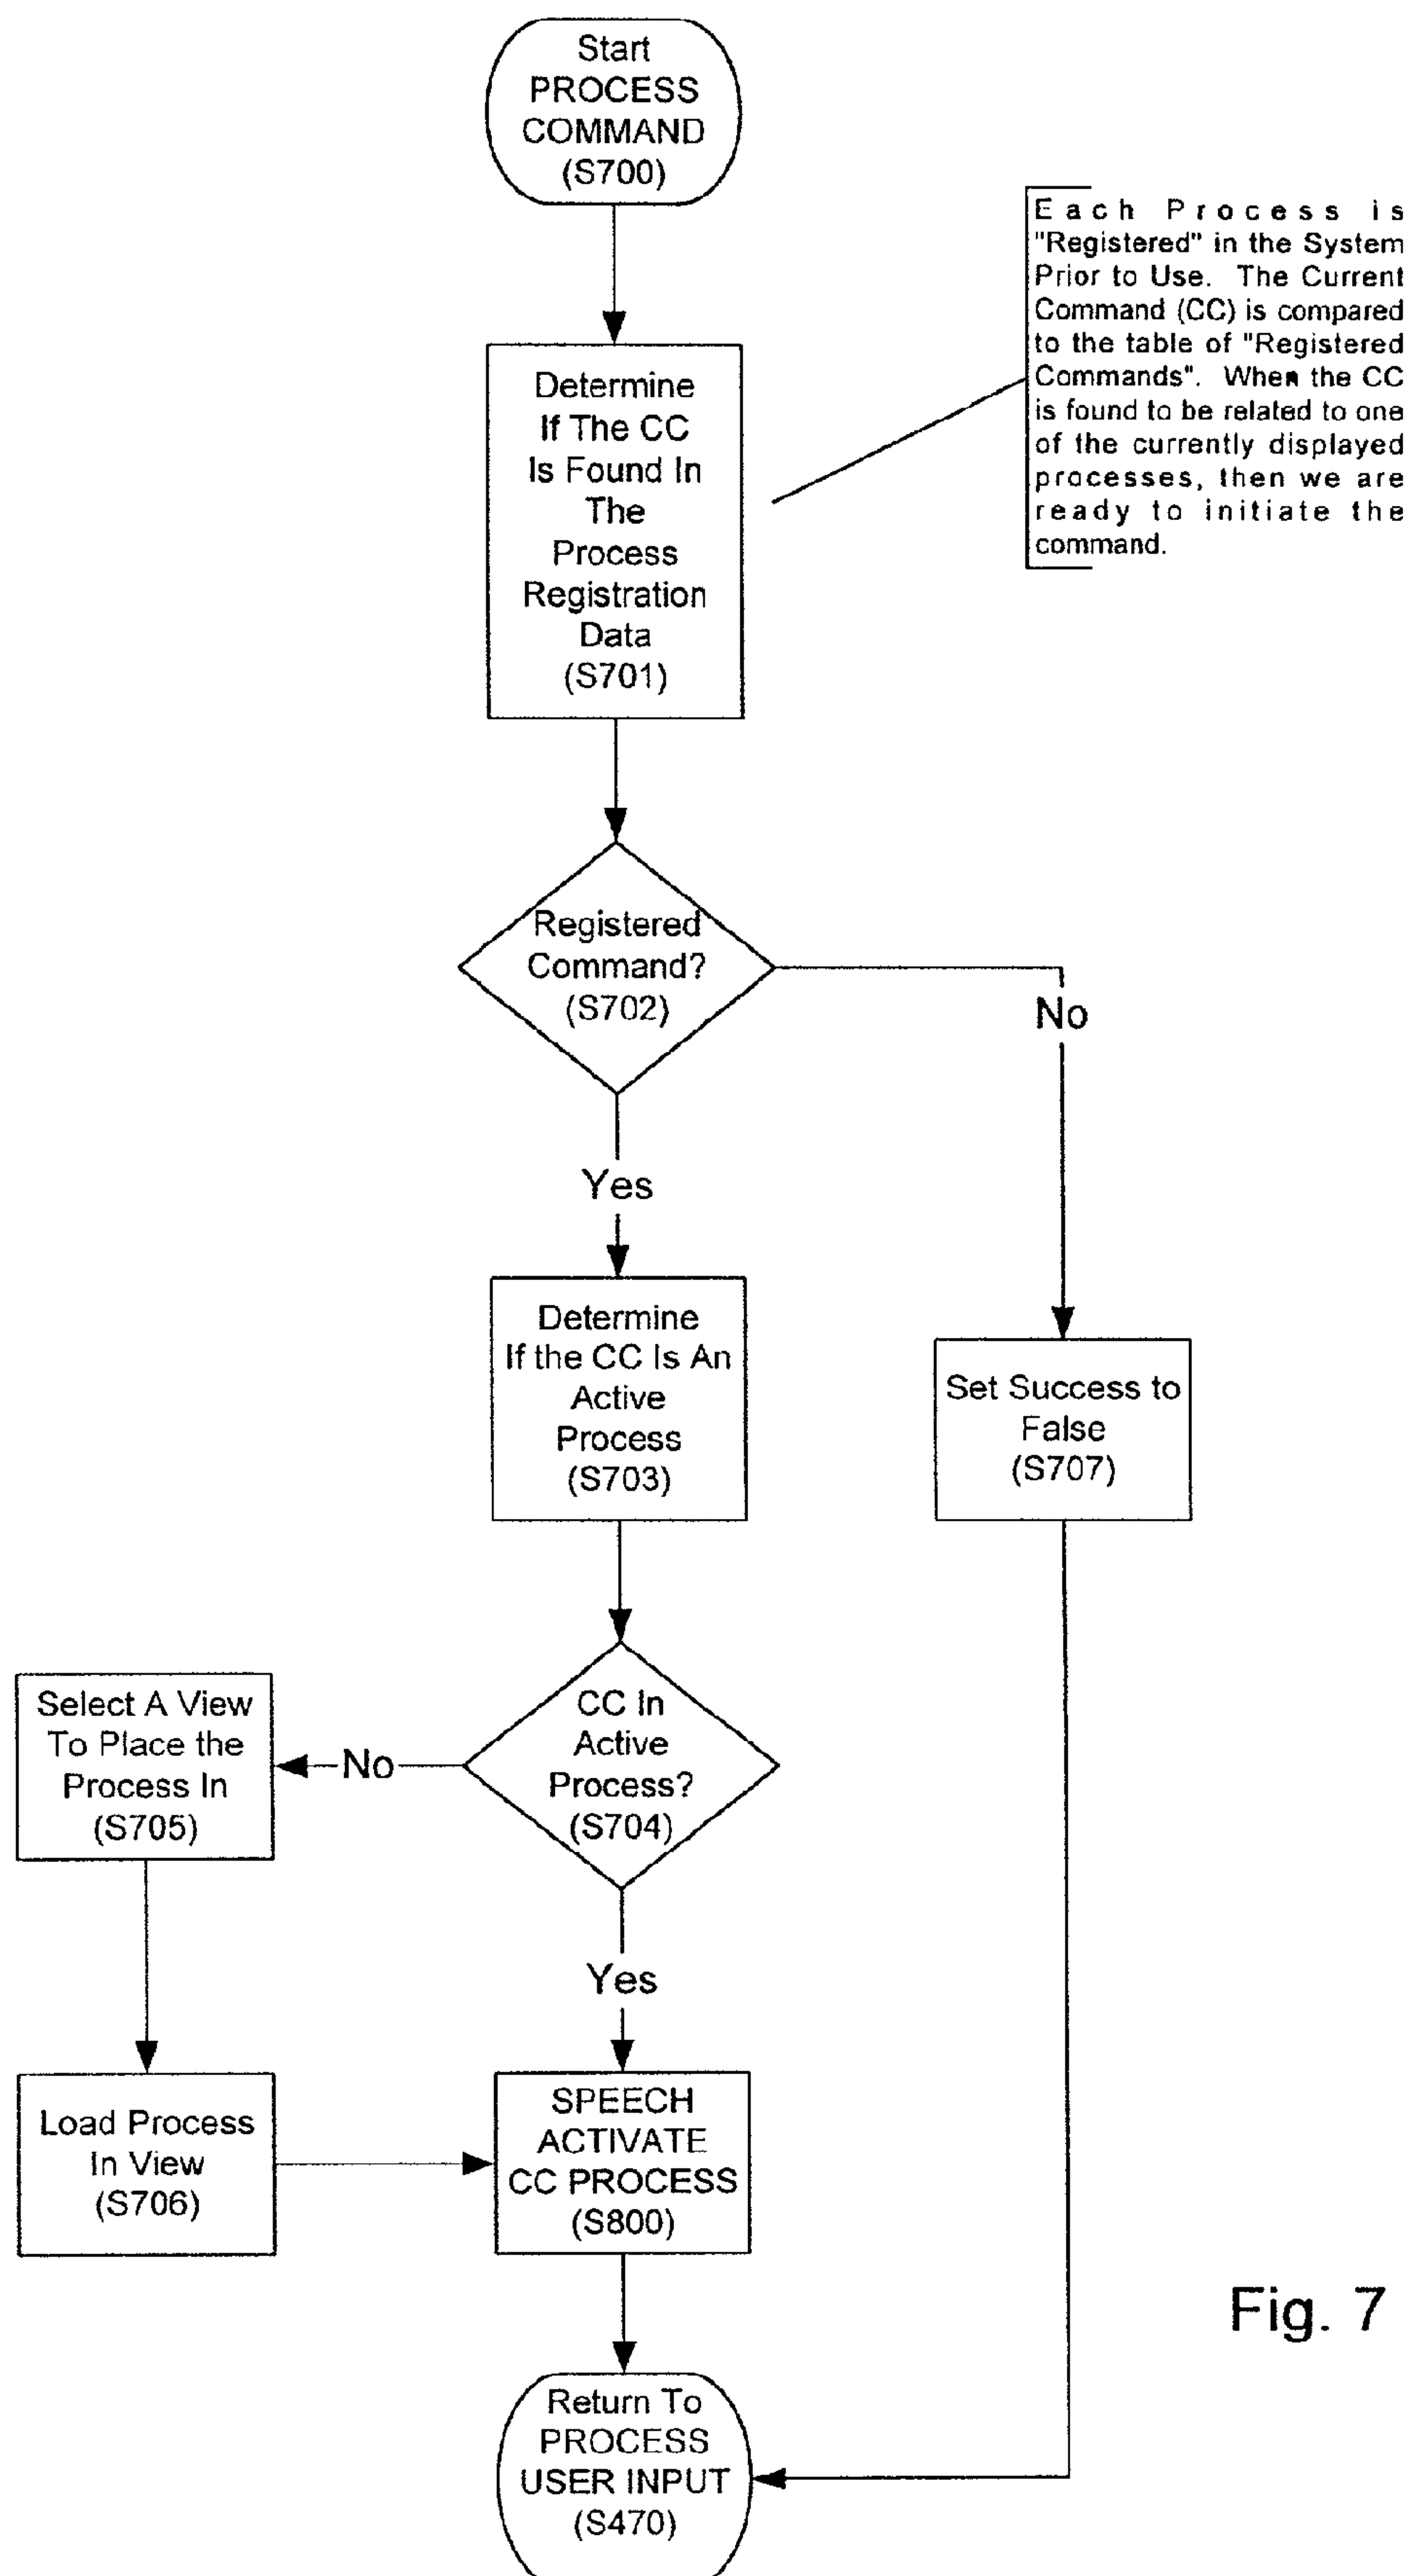 Start
PROCESS
COMMAND
(S700)
Each Process is
"Registered" in the System
Prior to Use. The Current
Command (CC) is compared
to the table of "Registered
Commands". When the CC
is found to be related to one
of the currently displayed
processes, then we are
ready to initiate the
command.
Determine
If The CC
Is Found In
The
Process
Registration
Data
(S701)
Registered
Command?
(S702)
No
Yes
Determine
If the CC Is An
Active
Process
(S703)
Set Success to
False
(S707)
CC In
Active
Process?
(S704)
No
Select A View
To Place the
Process In
(S705)
Yes
Load Process
In View
(S706)
SPEECH
ACTIVATE
CC PROCESS
(S800)
Return To
PROCESS
USER INPUT
(S470)
Fig. 7